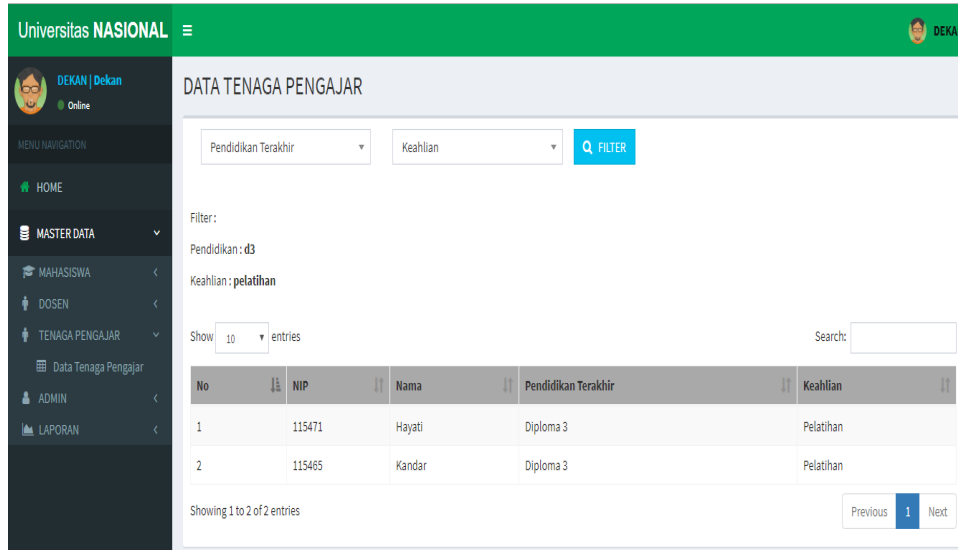 Universitas NASIONAL
DEKA
DEKAN | Dekan
Online
MENU NAVIGATION
HOME
MASTER DATA
MAHASISWA
DOSEN
TENAGA PENGAJAR
Data Tenaga Pengajar
ADMIN
LAPORAN
DATA TENAGA PENGAJAR
Pendidikan Terakhir Keahlian FILTER
Filter :
Pendidikan : d3
Keahlian : pelatihan
Show 10 entries Search:
No NIP Nama Pendidikan Terakhir Keahlian
1 115471 Hayati Diploma 3 Pelatihan
2 115465 Kandar Diploma 3 Pelatihan
Showing 1 to 2 of 2 entries Previous 1 Next